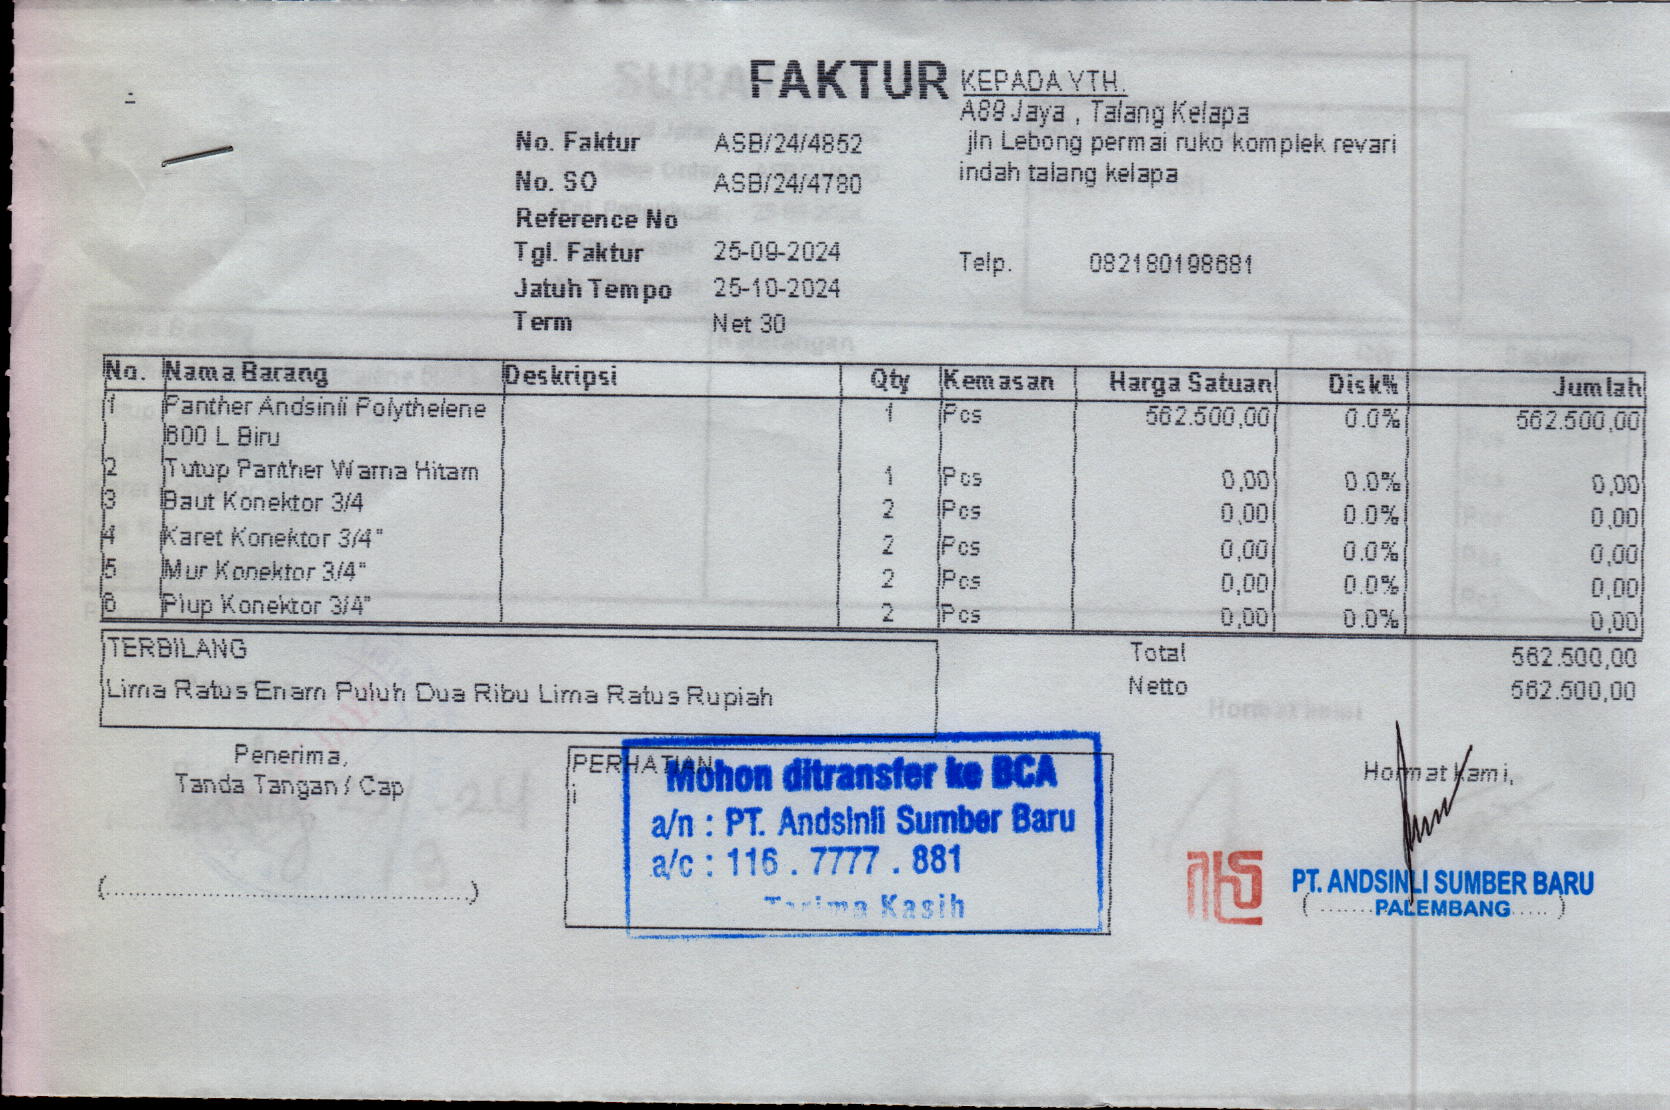 FAKTUR
KEPADA YTH.
A89 Jaya , Talang Kelapa
jln Lebong permai ruko komplek revari
indah talang kelapa
No. Faktur ASB/24/4852
No. SO ASB/24/4780
Reference No
Tgl. Faktur 25-09-2024
Telp. 082180198681
Jatuh Tempo 25-10-2024
Term Net 30
No. Nama Barang Deskripsi Qty Kemasan Harga Satuan Disk% Jumlah
1 Panther Andsinli Polythelene 1 Pcs 562.500,00 0.0% 562.500,00
600 L Biru
2 Tutup Panther Warna Hitam 1 Pcs 0,00 0.0% 0,00
3 Baut Konektor 3/4 2 Pcs 0,00 0.0% 0,00
4 Karet Konektor 3/4" 2 Pcs 0,00 0.0% 0,00
5 Mur Konektor 3/4" 2 Pcs 0,00 0.0% 0,00
6 Plup Konektor 3/4" 2 Pcs 0,00 0.0% 0,00
TERBILANG
Lima Ratus Enam Puluh Dua Ribu Lima Ratus Rupiah
Total 562.500,00
Netto 562.500,00
Penerima,
Tanda Tangan / Cap
(...)
PERHATIAN
i
Mohon ditransfer ke BCA
a/n : PT. Andsinli Sumber Baru
a/c : 116 . 7777 . 881
Terima Kasih
Hormat kami,
PT. ANDSINLI SUMBER BARU
PALEMBANG